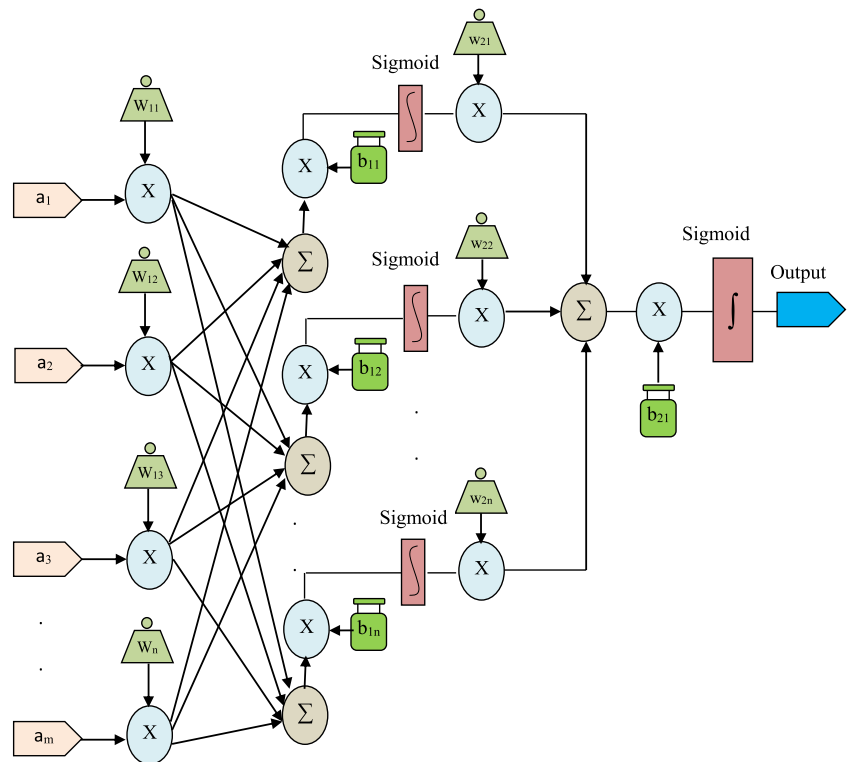 w₂₁
Sigmoid
X
W₁₁
b₁₁
X
X
a₁
Σ
W₁₂
Sigmoid
w₂₂
Sigmoid
Output
X
Σ
X
∫
a₂
X
X
b₁₂
b₂₁
Σ
W₁₃
w₂ₙ
Sigmoid
X
a₃
X
X
b₁ₙ
Wₙ
Σ
aₘ
X